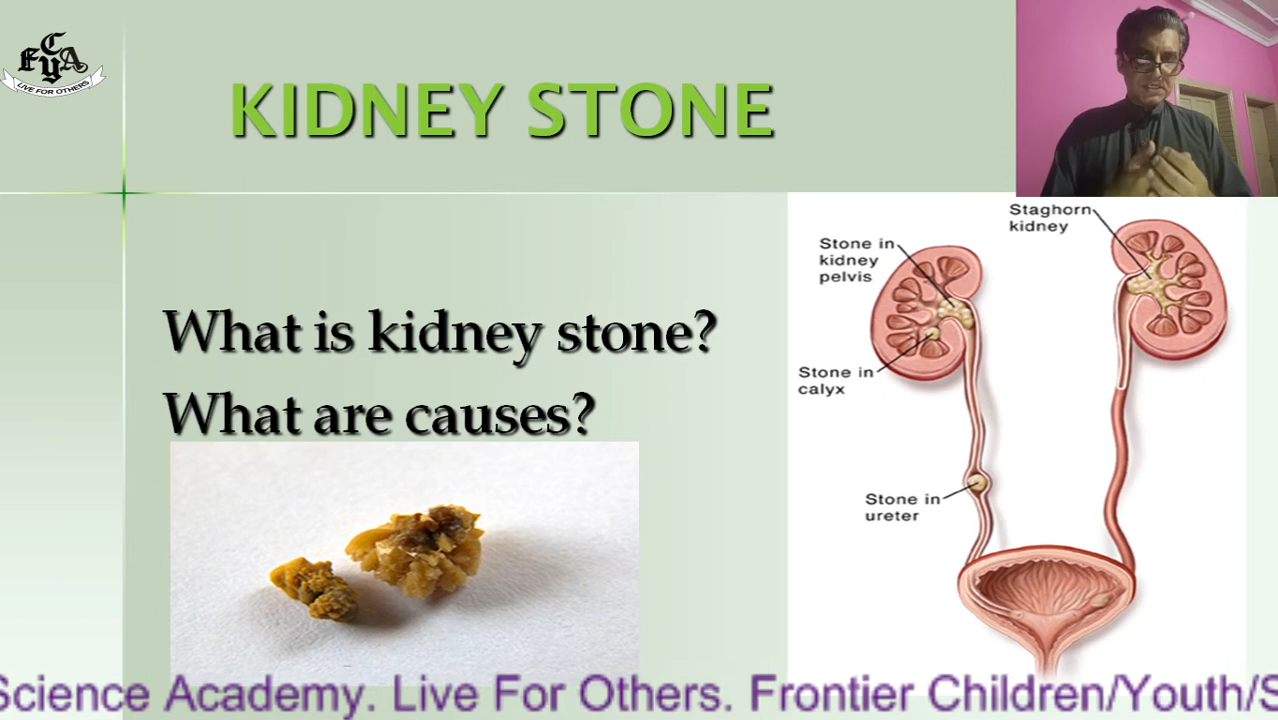 FCYA
LIVE FOR OTHERS
KIDNEY STONE
What is kidney stone?
What are causes?
Staghorn
kidney
Stone in
kidney
pelvis
Stone in
calyx
Stone in
ureter
Science Academy. Live For Others. Frontier Children/Youth/S